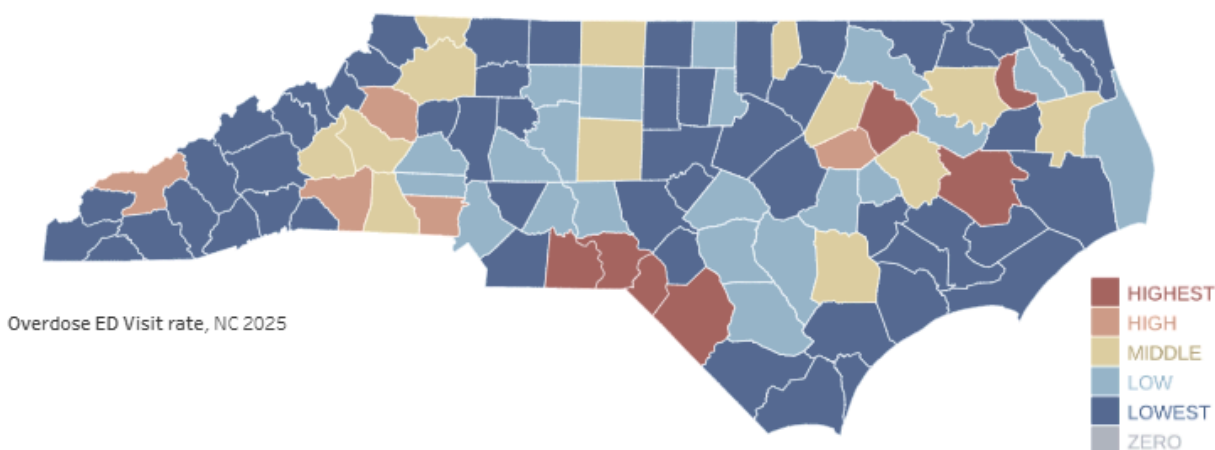 HIGHEST
Overdose ED Visit rate, NC 2025
HIGH
MIDDLE
LOW
LOWEST
ZERO